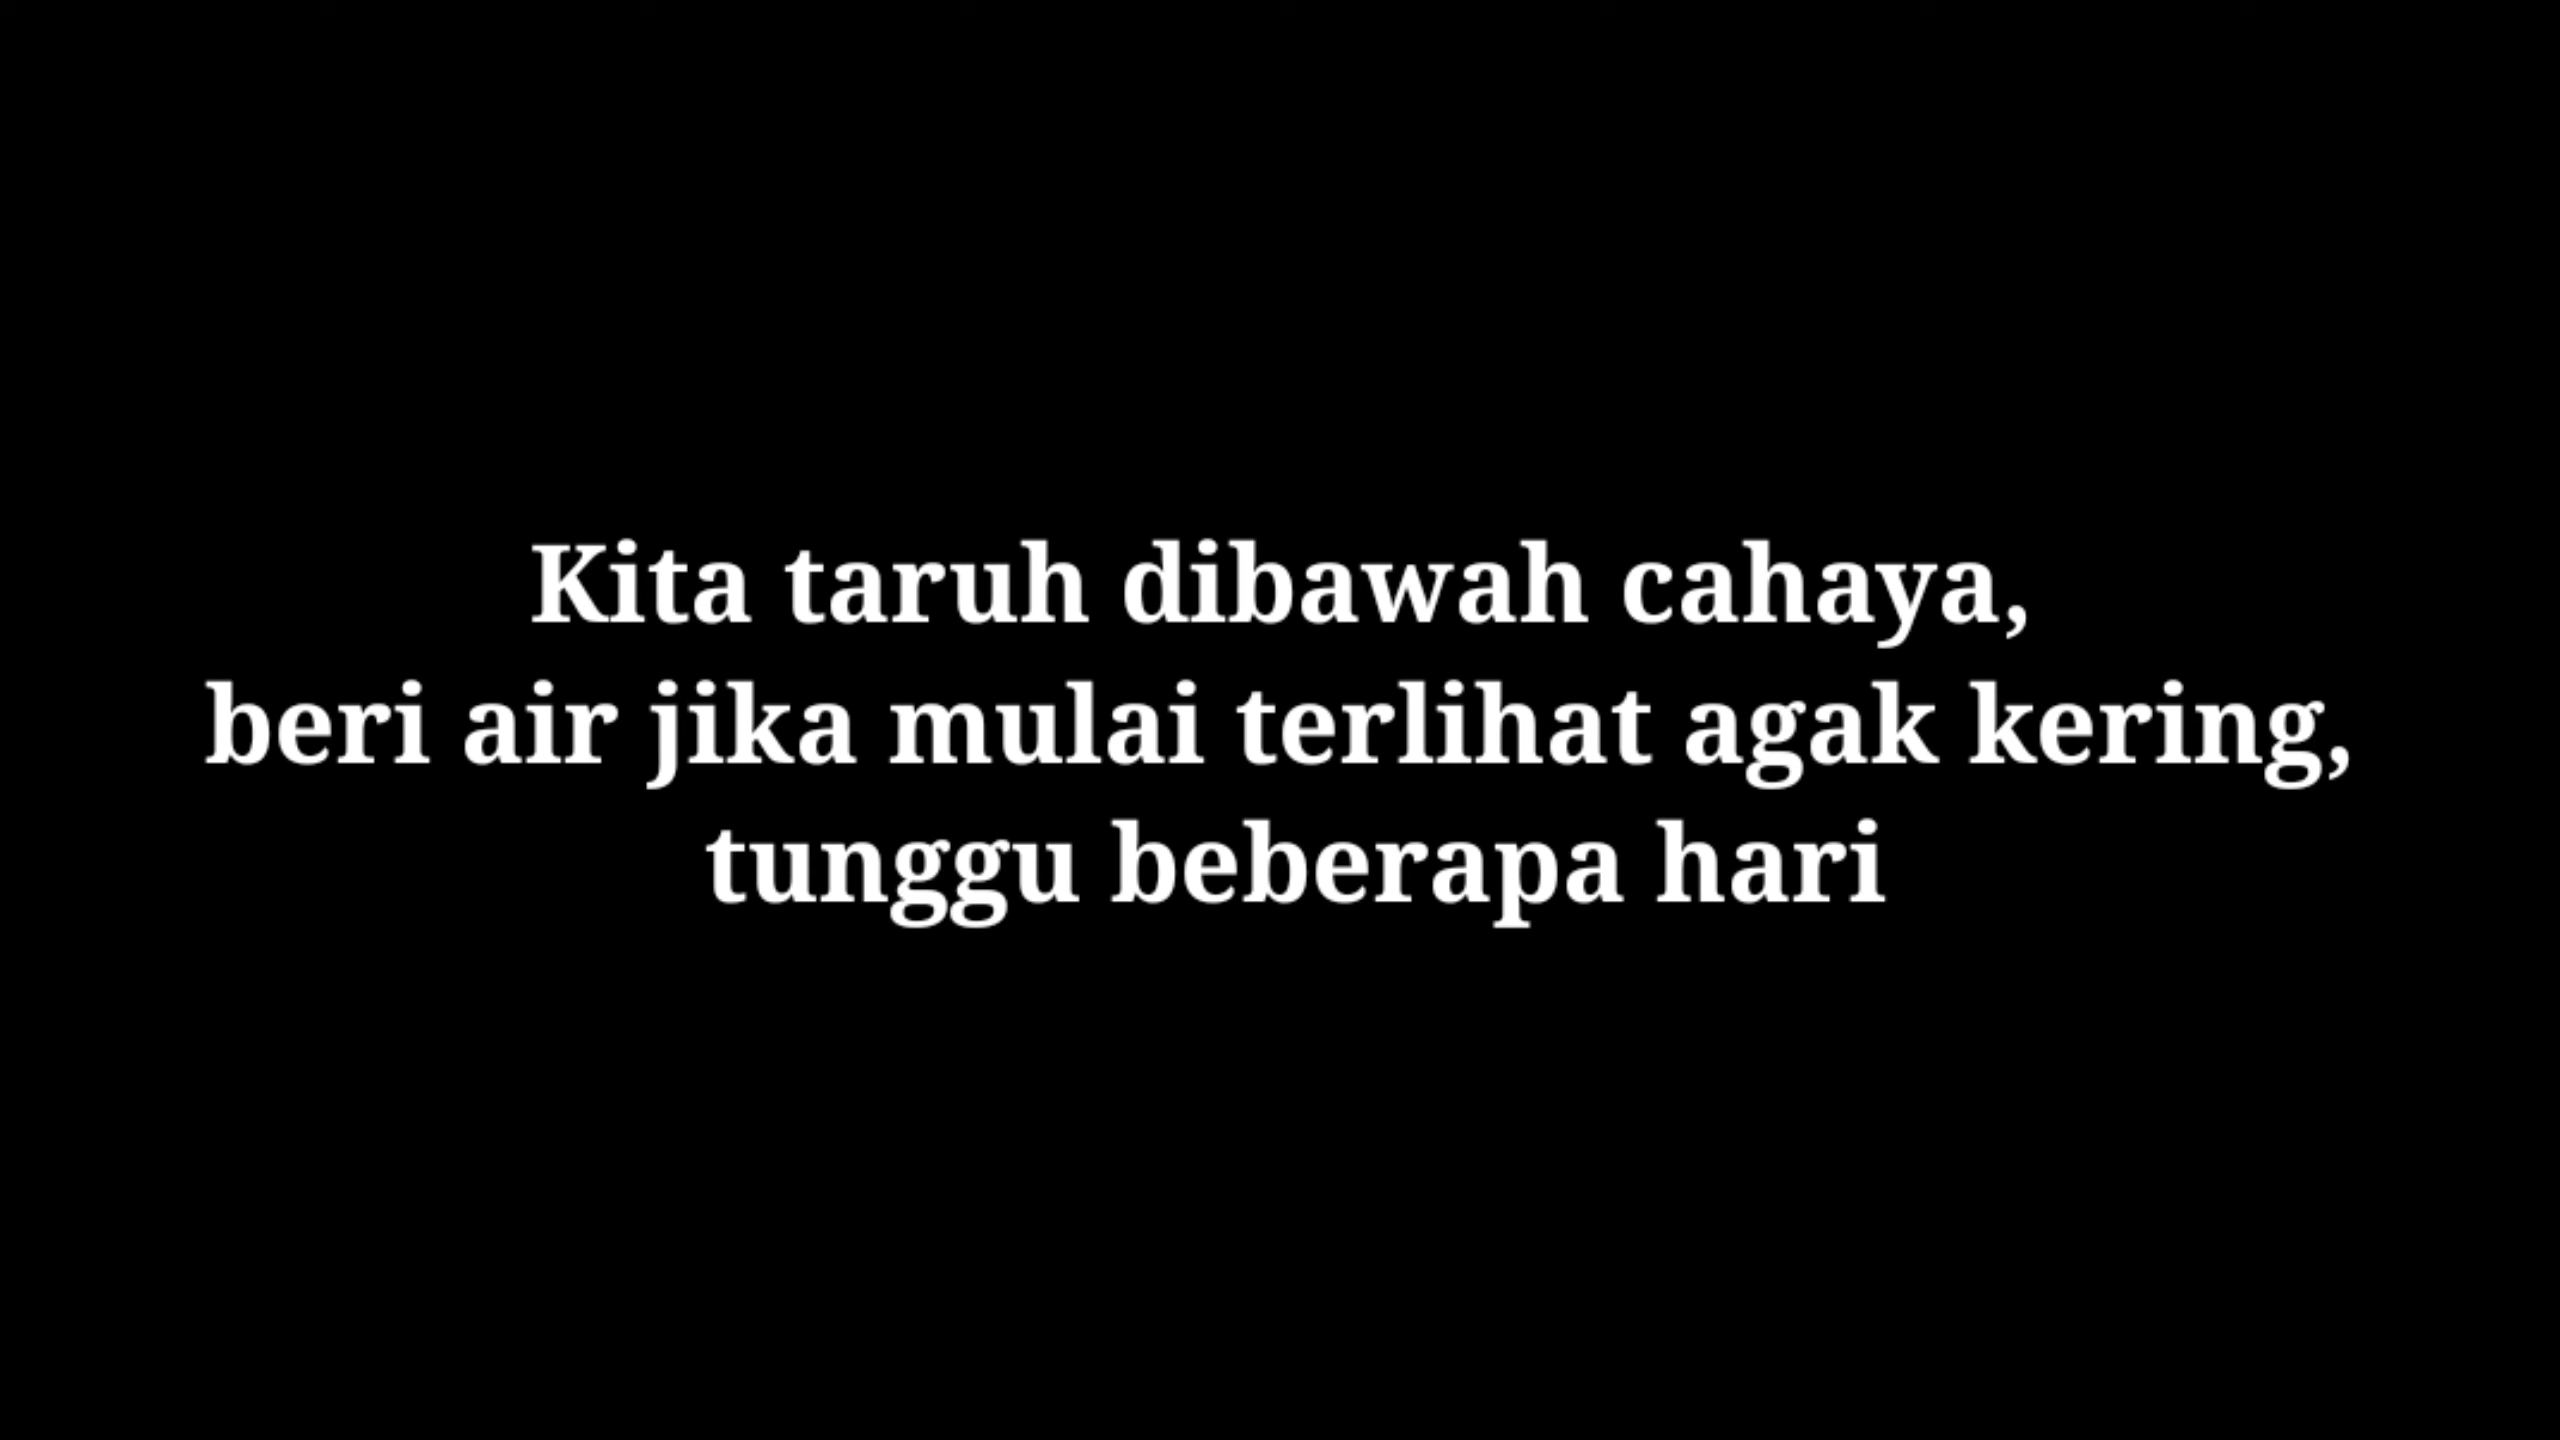 Kita taruh dibawah cahaya,
beri air jika mulai terlihat agak kering,
tunggu beberapa hari